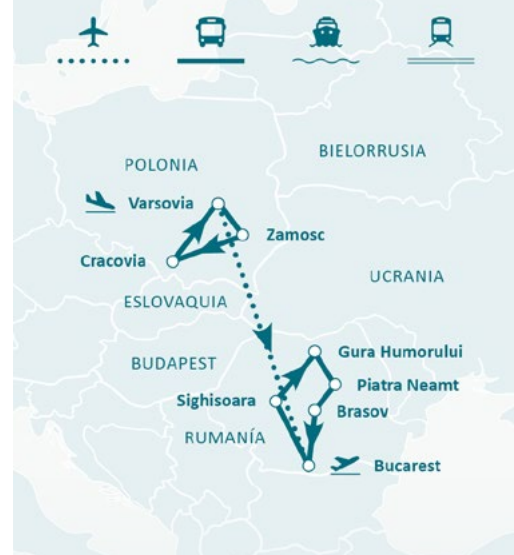 BIELORRUSIA
POLONIA
Varsovia
Zamosc
Cracovia
UCRANIA
ESLOVAQUIA
Gura Humorului
BUDAPEST
Piatra Neamt
Sighisoara
Brasov
RUMANÍA
Bucarest